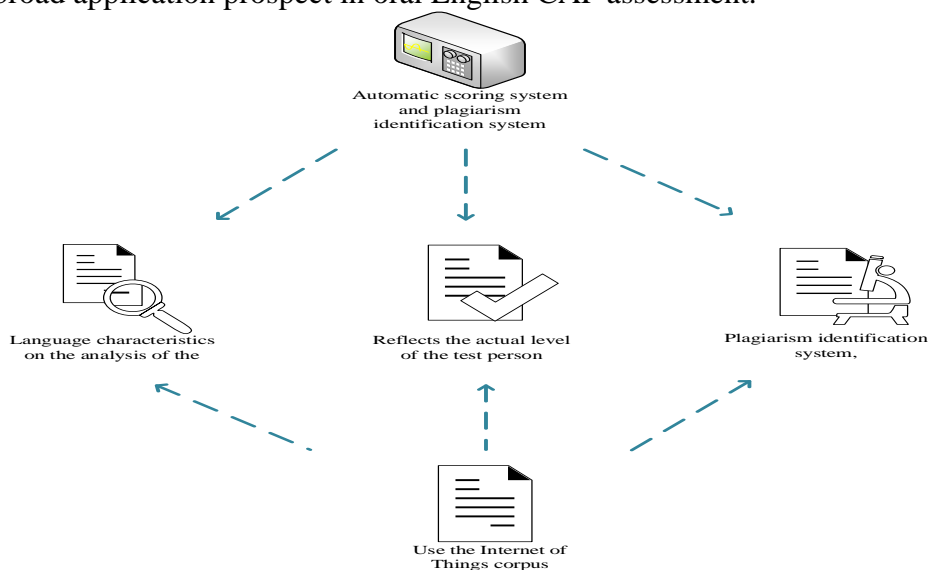 broad application prospect in oral English CAF assessment.
Automatic scoring system
and plagiarism
identification system
Language characteristics
on the analysis of the
Reflects the actual level
of the test person
Plagiarism identification
system,
Use the Internet of
Things corpus